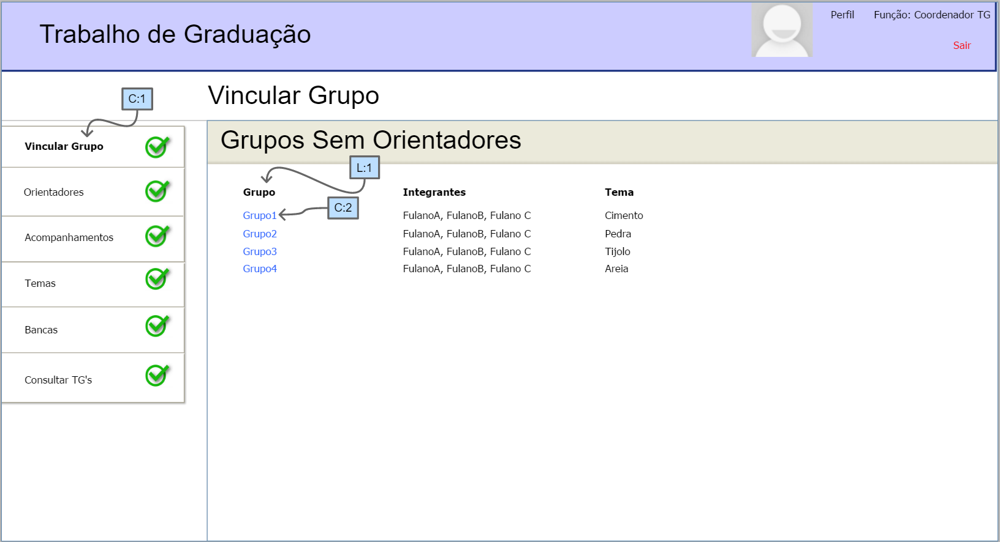 Trabalho de Graduação
Perfil
Função: Coordenador TG
Sair
C:1
Vincular Grupo
Vincular Grupo
Orientadores
Acompanhamentos
Temas
Bancas
Consultar TG's
Grupos Sem Orientadores
L:1
Grupo Integrantes Tema
C:2
Grupo1 FulanoA, FulanoB, Fulano C Cimento
Grupo2 FulanoA, FulanoB, Fulano C Pedra
Grupo3 FulanoA, FulanoB, Fulano C Tijolo
Grupo4 FulanoA, FulanoB, Fulano C Areia